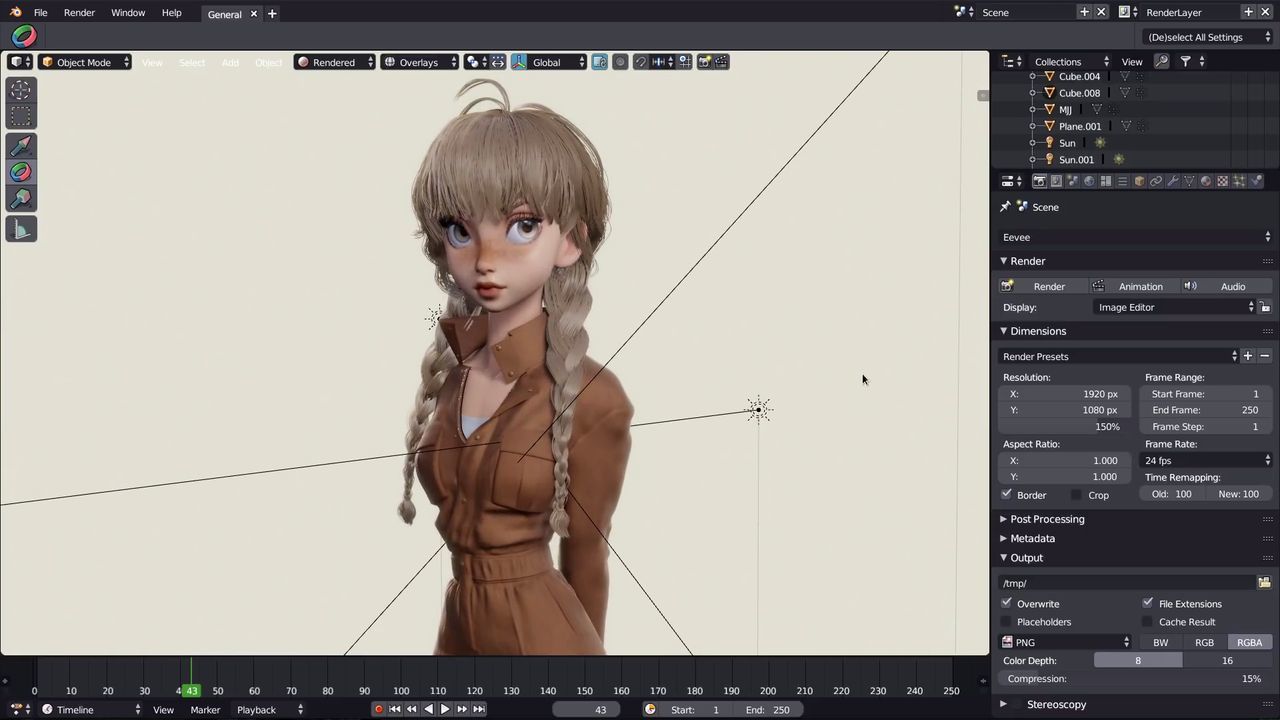 File Render Window Help General Scene RenderLayer
(De)select All Settings
Object Mode View Select Add Object Rendered Overlays Global
Collections View
Cube.004
Cube.008
MJJ
Plane.001
Sun
Sun.001
Scene
Eevee
Render
Render Animation Audio
Display: Image Editor
Dimensions
Render Presets
Resolution: Frame Range:
X: 1920 px Start Frame: 1
Y: 1080 px End Frame: 250
150% Frame Step: 1
Aspect Ratio: Frame Rate:
X: 1.000 24 fps
Y: 1.000 Time Remapping:
Border Crop Old: 100 New: 100
Post Processing
Metadata
Output
/tmp/
Overwrite File Extensions
Placeholders Cache Result
PNG BW RGB RGBA
Color Depth: 8 16
Compression: 15%
Stereoscopy
0 10 20 30 4 43 50 60 70 80 90 100 110 120 130 140 150 160 170 180 190 200 210 220 230 240 250
Timeline View Marker Playback 43 Start: 1 End: 250